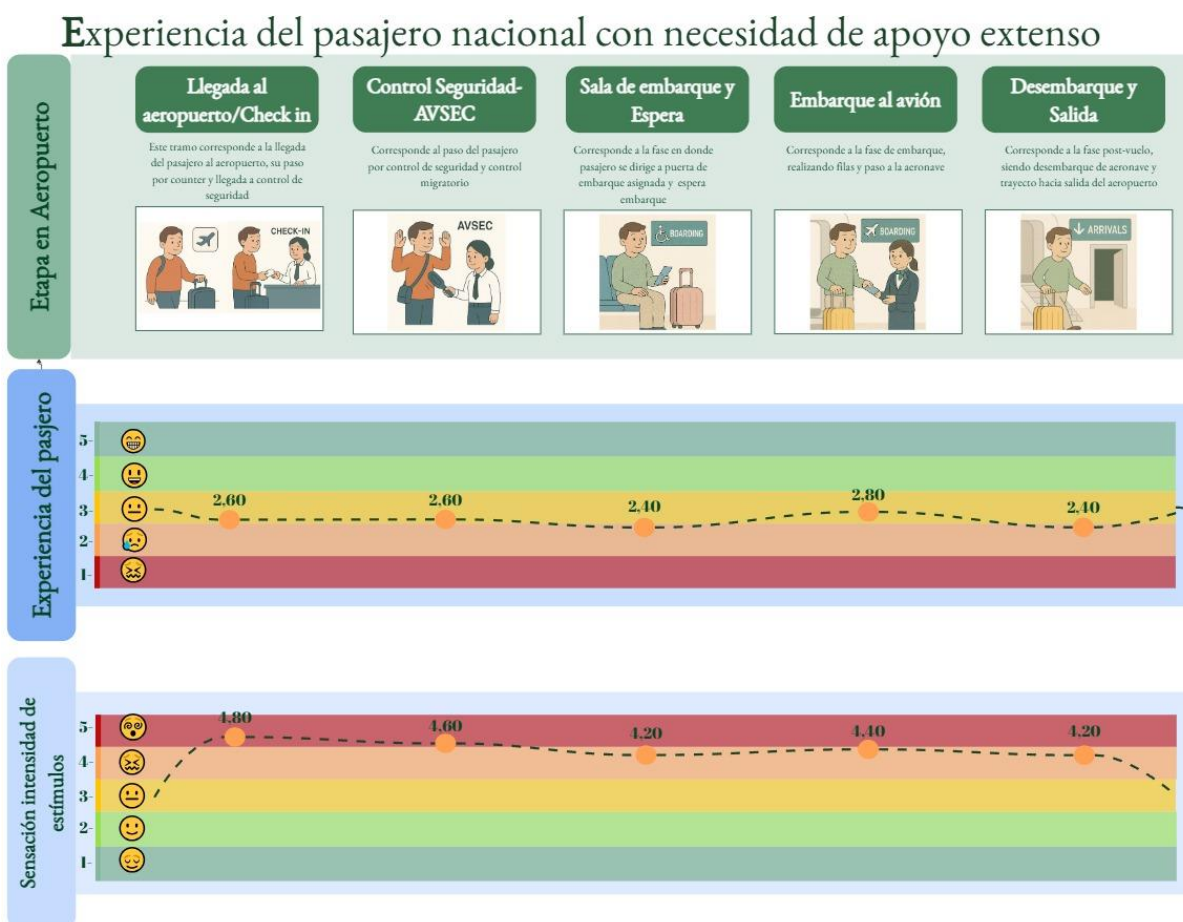 Experiencia del pasajero nacional con necesidad de apoyo extenso
Etapa en Aeropuerto
Llegada al
aeropuerto/Check in
Este tramo corresponde a la llegada
del pasajero al aeropuerto, su paso
por counter y llegada a control de
seguridad
CHECK-IN
Control Seguridad-
AVSEC
Corresponde al paso del pasajero
por control de seguridad y control
migratorio
AVSEC
Sala de embarque y
Espera
Corresponde a la fase en donde
pasajero se dirige a puerta de
embarque asignada y espera
embarque
BOARDING
Embarque al avión
Corresponde a la fase de embarque,
realizando filas y paso a la aeronave
BOARDING
Desembarque y
Salida
Corresponde a la fase post-vuelo,
siendo desembarque de aeronave y
trayecto hacia salida del aeropuerto
ARRIVALS
Experiencia del pasjero
5-
4-
3-
2-
1-
2,60
2,60
2,40
2,80
2,40
Sensación intensidad de
estímulos
5-
4-
3-
2-
1-
4,80
4,60
4,20
4,40
4,20